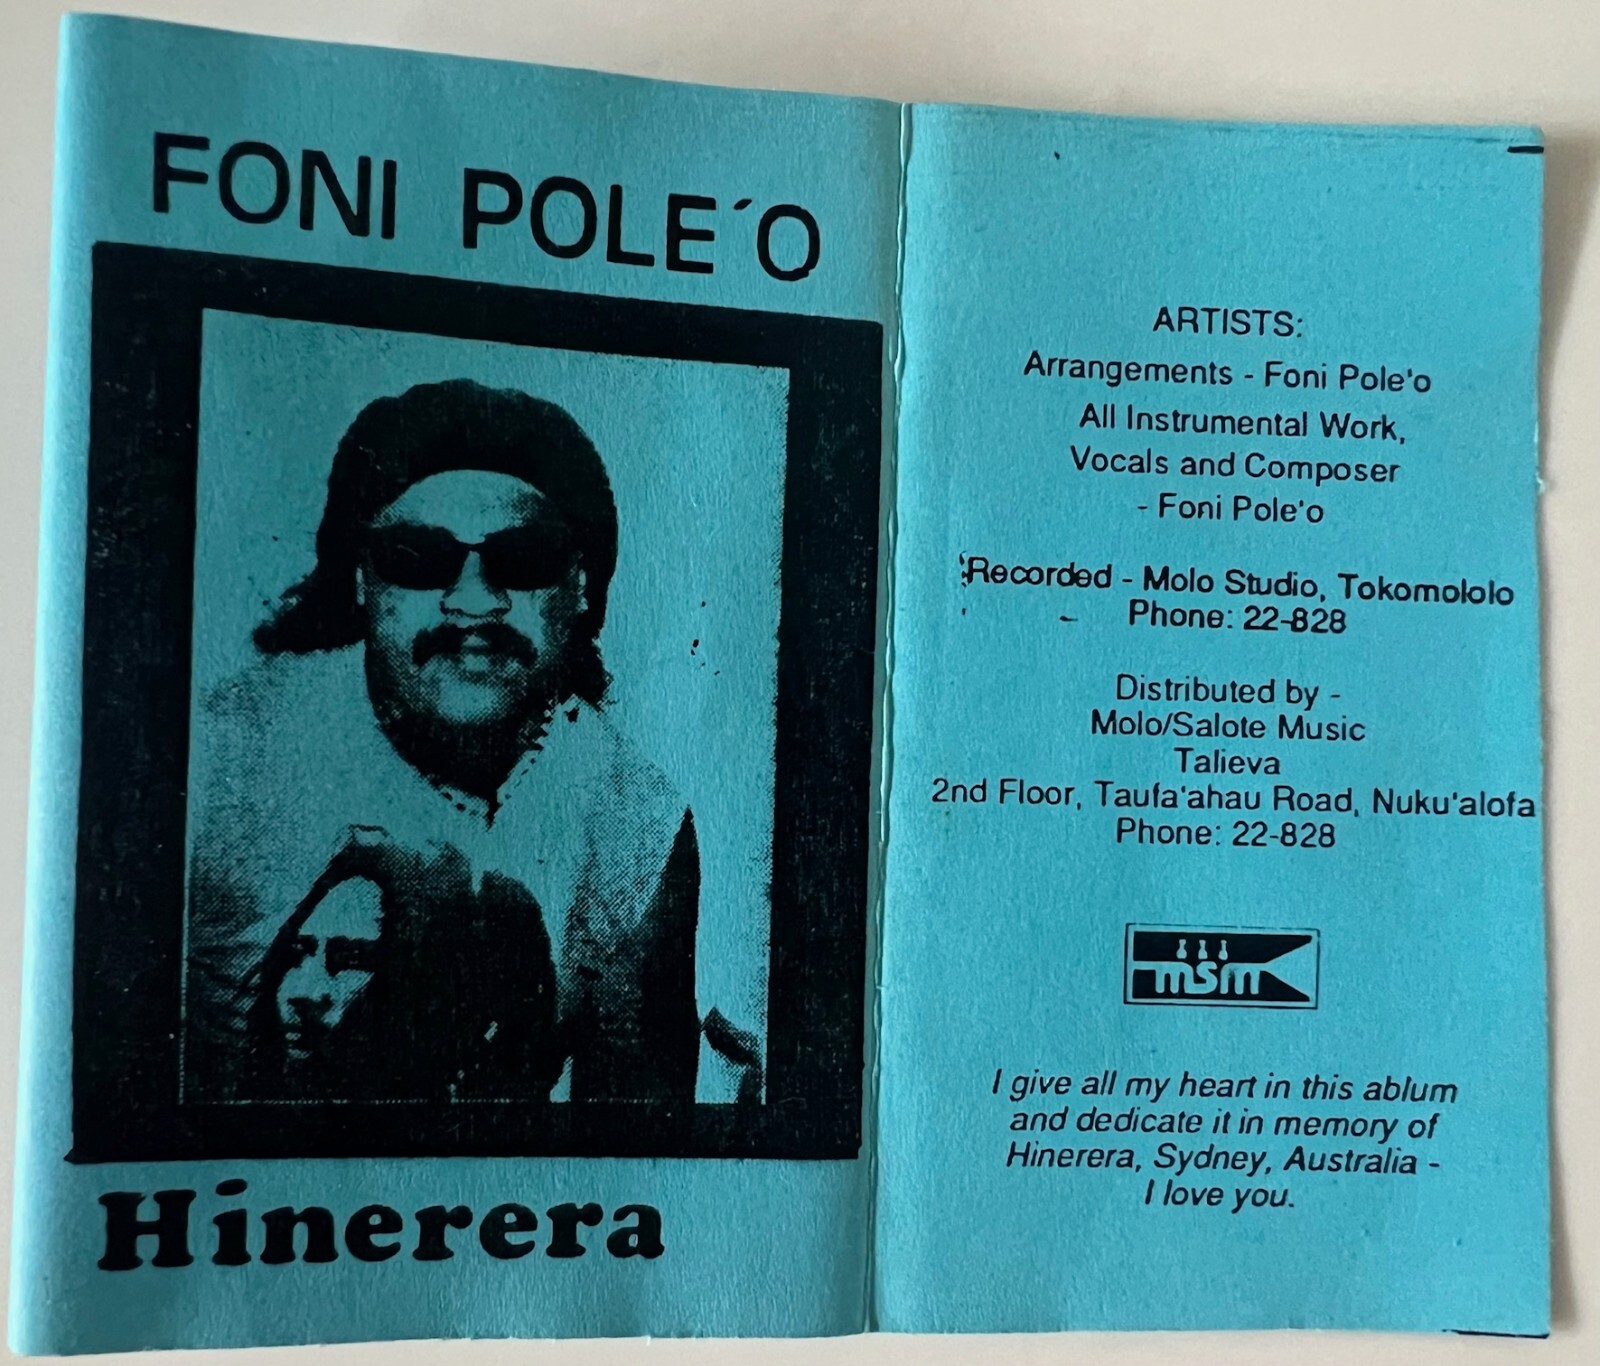 FONI POLE´O
Hinerera
ARTISTS:
Arrangements - Foni Pole'o
All Instrumental Work,
Vocals and Composer
- Foni Pole'o
Recorded - Molo Studio, Tokomololo
Phone: 22-828
Distributed by -
Molo/Salote Music
Talieva
2nd Floor, Taufa'ahau Road, Nuku'alofa
Phone: 22-828
msm
I give all my heart in this ablum
and dedicate it in memory of
Hinerera, Sydney, Australia -
I love you.